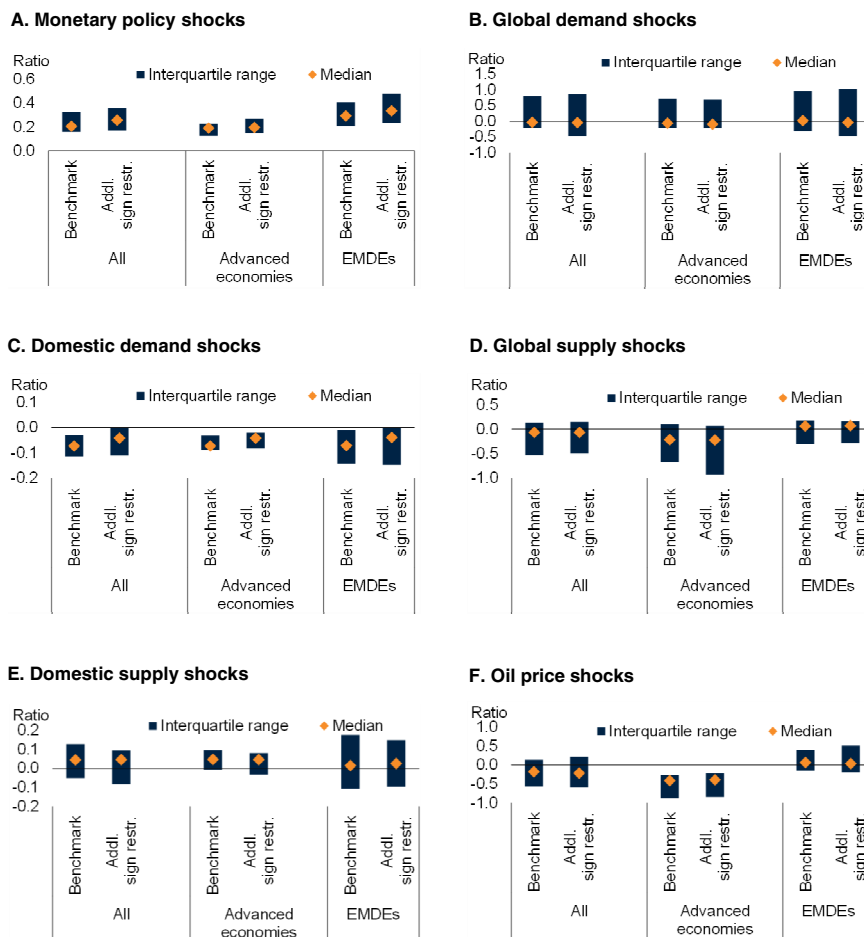 A. Monetary policy shocks
Ratio
Interquartile range
Median
0.6
0.4
0.2
0.0
Benchmark
Addl.
sign restr.
Benchmark
Addl.
sign restr.
Benchmark
Addl.
sign restr.
All
Advanced
economies
EMDEs
B. Global demand shocks
Ratio
Interquartile range
Median
1.5
1.0
0.5
0.0
-0.5
-1.0
Benchmark
Addl.
sign restr.
Benchmark
Addl.
sign restr.
Benchmark
Addl.
sign restr.
All
Advanced
economies
EMDEs
C. Domestic demand shocks
Ratio
Interquartile range
Median
0.1
0.0
-0.1
-0.2
Benchmark
Addl.
sign restr.
Benchmark
Addl.
sign restr.
Benchmark
Addl.
sign restr.
All
Advanced
economies
EMDEs
D. Global supply shocks
Ratio
Interquartile range
Median
0.5
0.0
-0.5
-1.0
Benchmark
Addl.
sign restr.
Benchmark
Addl.
sign restr.
Benchmark
Addl.
sign restr.
All
Advanced
economies
EMDEs
E. Domestic supply shocks
Ratio
Interquartile range
Median
0.2
0.1
0.0
-0.1
-0.2
Benchmark
Addl.
sign restr.
Benchmark
Addl.
sign restr.
Benchmark
Addl.
sign restr.
All
Advanced
economies
EMDEs
F. Oil price shocks
Ratio
Interquartile range
Median
1.0
0.5
0.0
-0.5
-1.0
Benchmark
Addl.
sign restr.
Benchmark
Addl.
sign restr.
Benchmark
Addl.
sign restr.
All
Advanced
economies
EMDEs